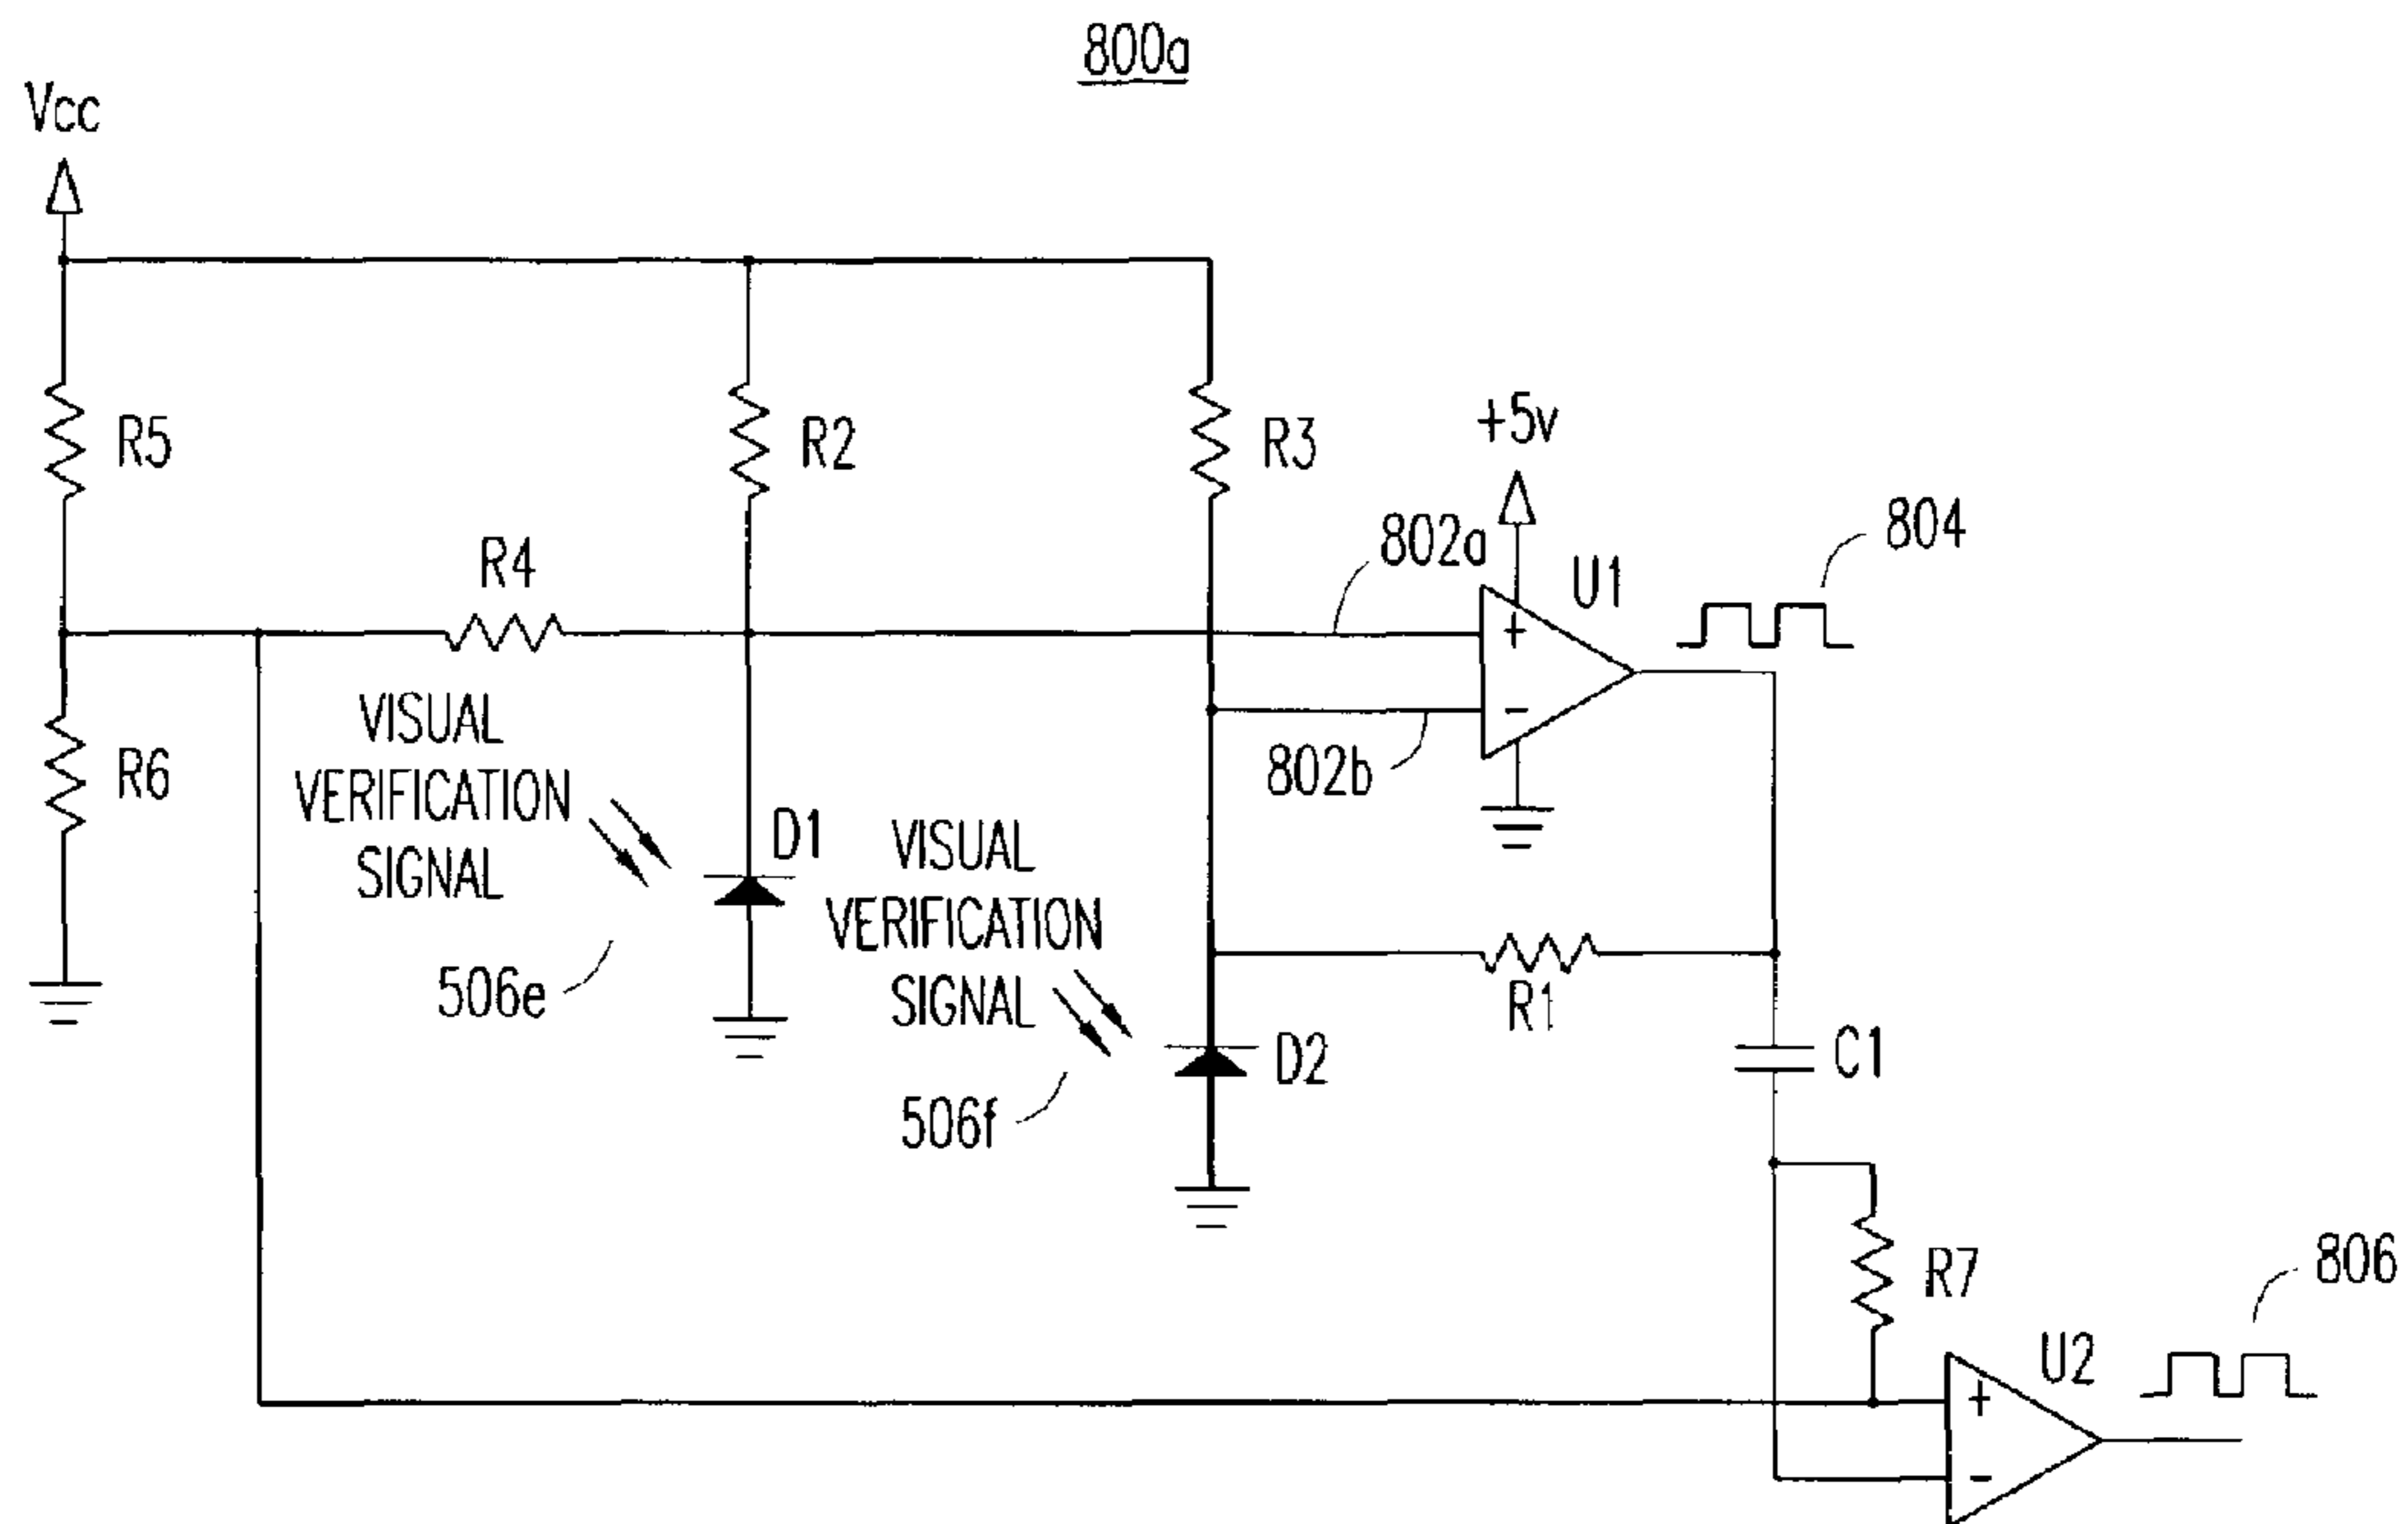 800a
Vcc
R5
R2
R3
+5v
804
802a
U1
R4
+
-
802b
R6
VISUAL
VERIFICATION
SIGNAL
D1
506e
VISUAL
VERIFICATION
SIGNAL
R1
D2
506f
C1
R7
806
U2
+
-